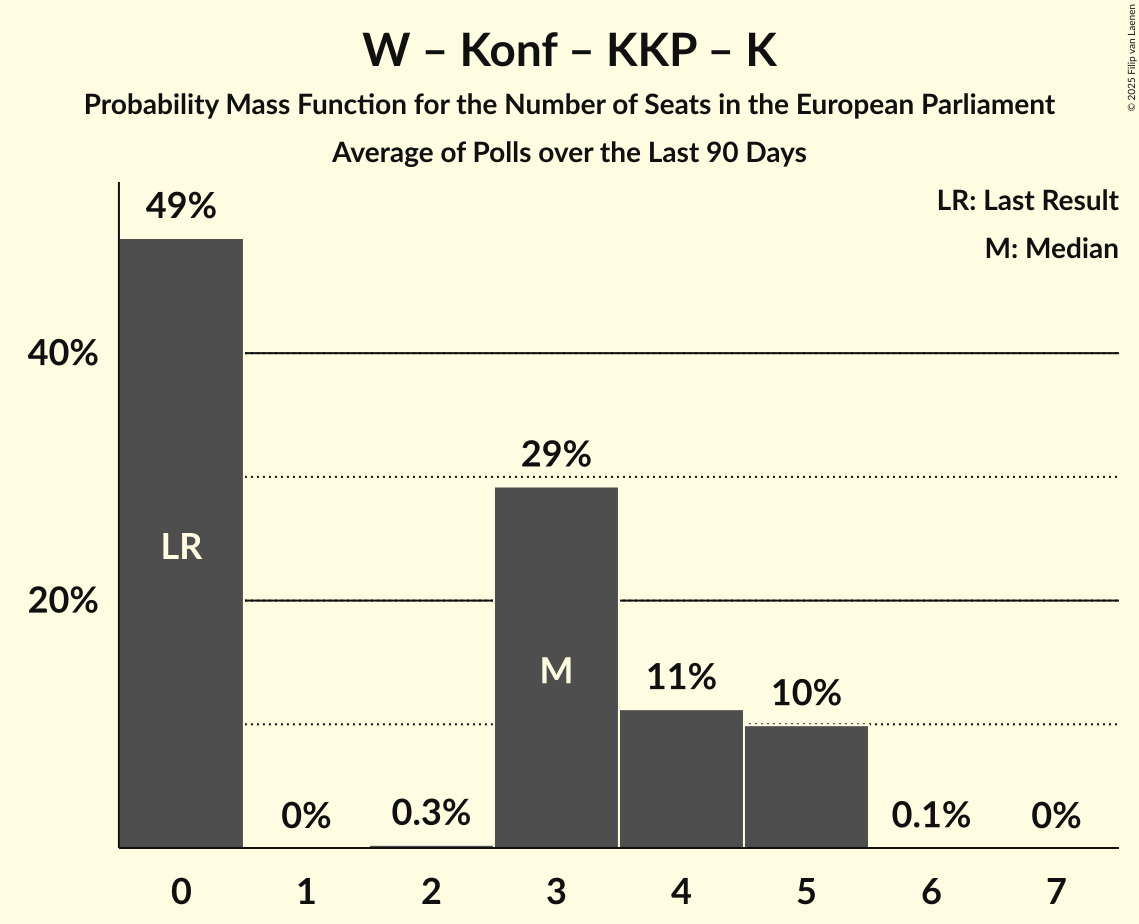 W – Konf – KKP – K
Probability Mass Function for the Number of Seats in the European Parliament
Average of Polls over the Last 90 Days
© 2025 Filip van Laenen
LR: Last Result
M: Median
49%
40%
29%
LR
20%
M
11%
10%
0%
0.3%
0.1%
0%
0 1 2 3 4 5 6 7